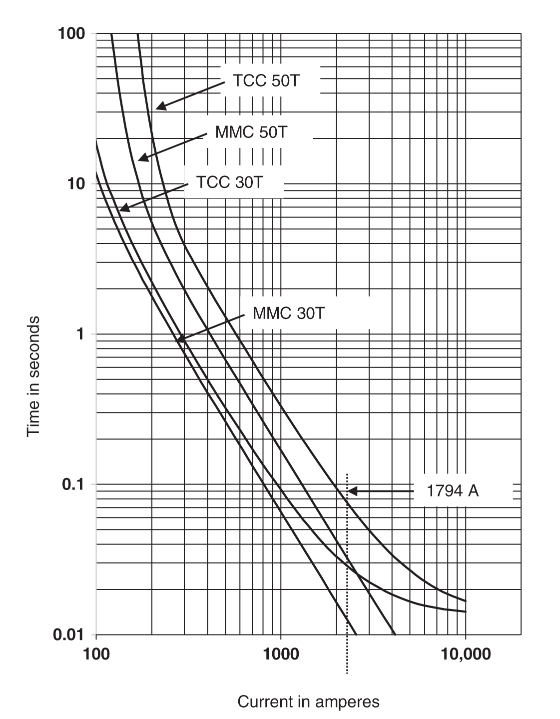 100
TCC 50T
MMC 50T
10
TCC 30T
MMC 30T
1
Time in seconds
0.1
1794 A
0.01
100
1000
10,000
Current in amperes